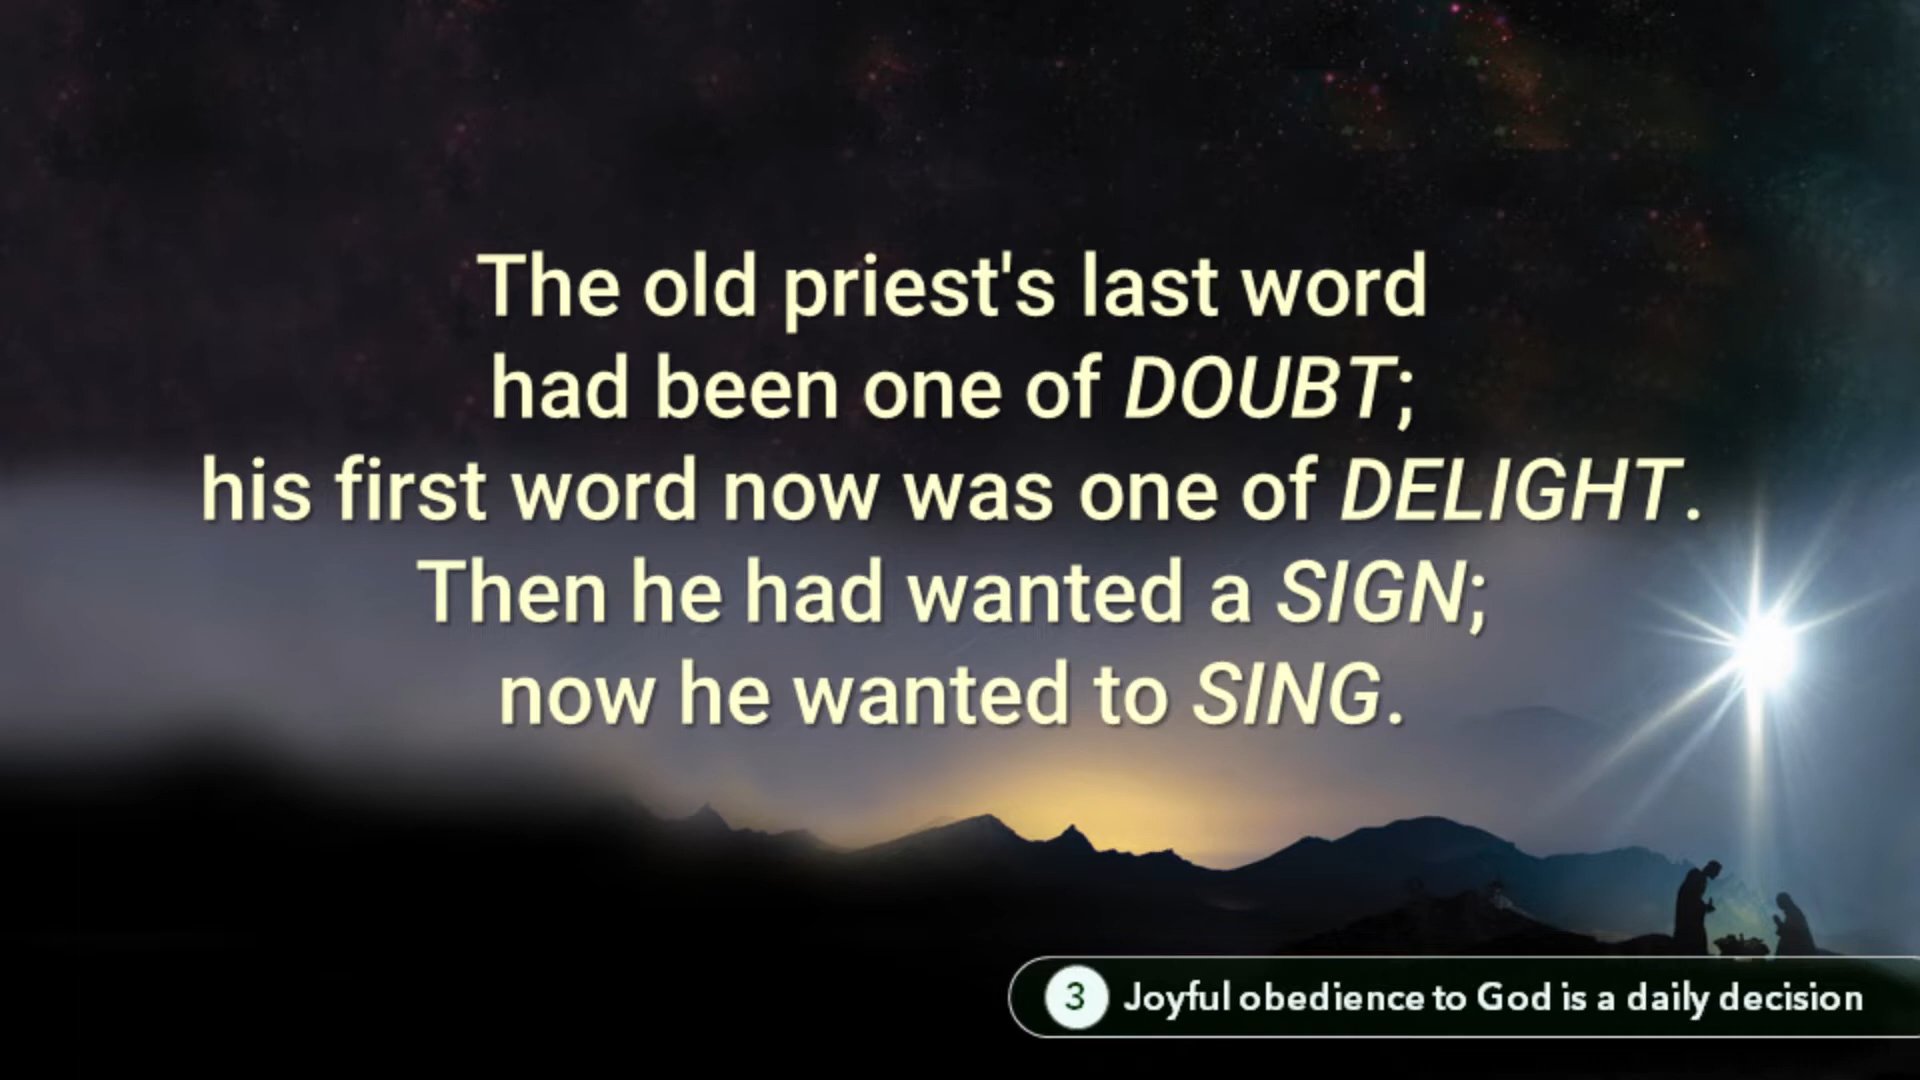 The old priest's last word
had been one of DOUBT;
his first word now was one of DELIGHT.
Then he had wanted a SIGN;
now he wanted to SING.
3 Joyful obedience to God is a daily decision